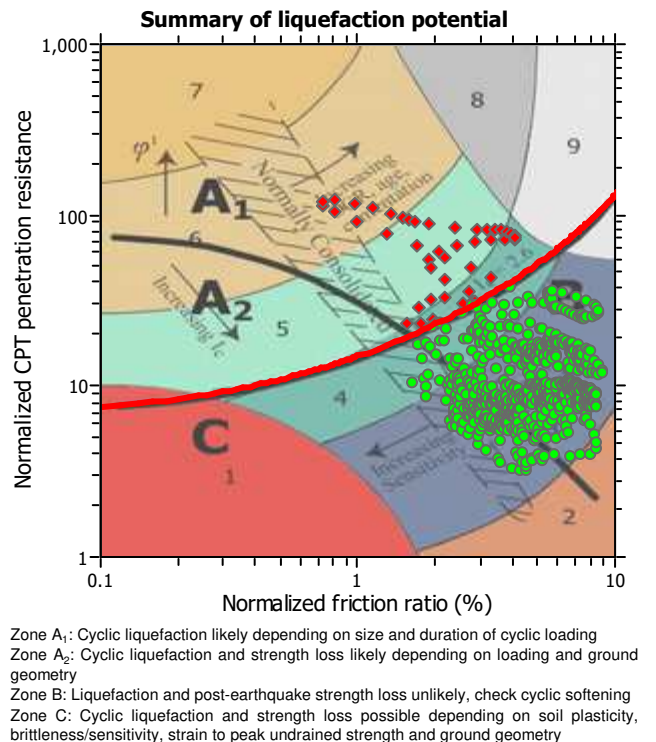 Summary of liquefaction potential
1,000
100
10
1
Normalized CPT penetration resistance
7
8
9
φ'
A1
Normally Consolidated
Increasing
age,
6
A2
Increasing Ic
5
2.6
B
4
C
1
Increasing
Sensitivity
2
0.1
1
10
Normalized friction ratio (%)
Zone A1: Cyclic liquefaction likely depending on size and duration of cyclic loading
Zone A2: Cyclic liquefaction and strength loss likely depending on loading and ground
geometry
Zone B: Liquefaction and post-earthquake strength loss unlikely, check cyclic softening
Zone C: Cyclic liquefaction and strength loss possible depending on soil plasticity,
brittleness/sensitivity, strain to peak undrained strength and ground geometry